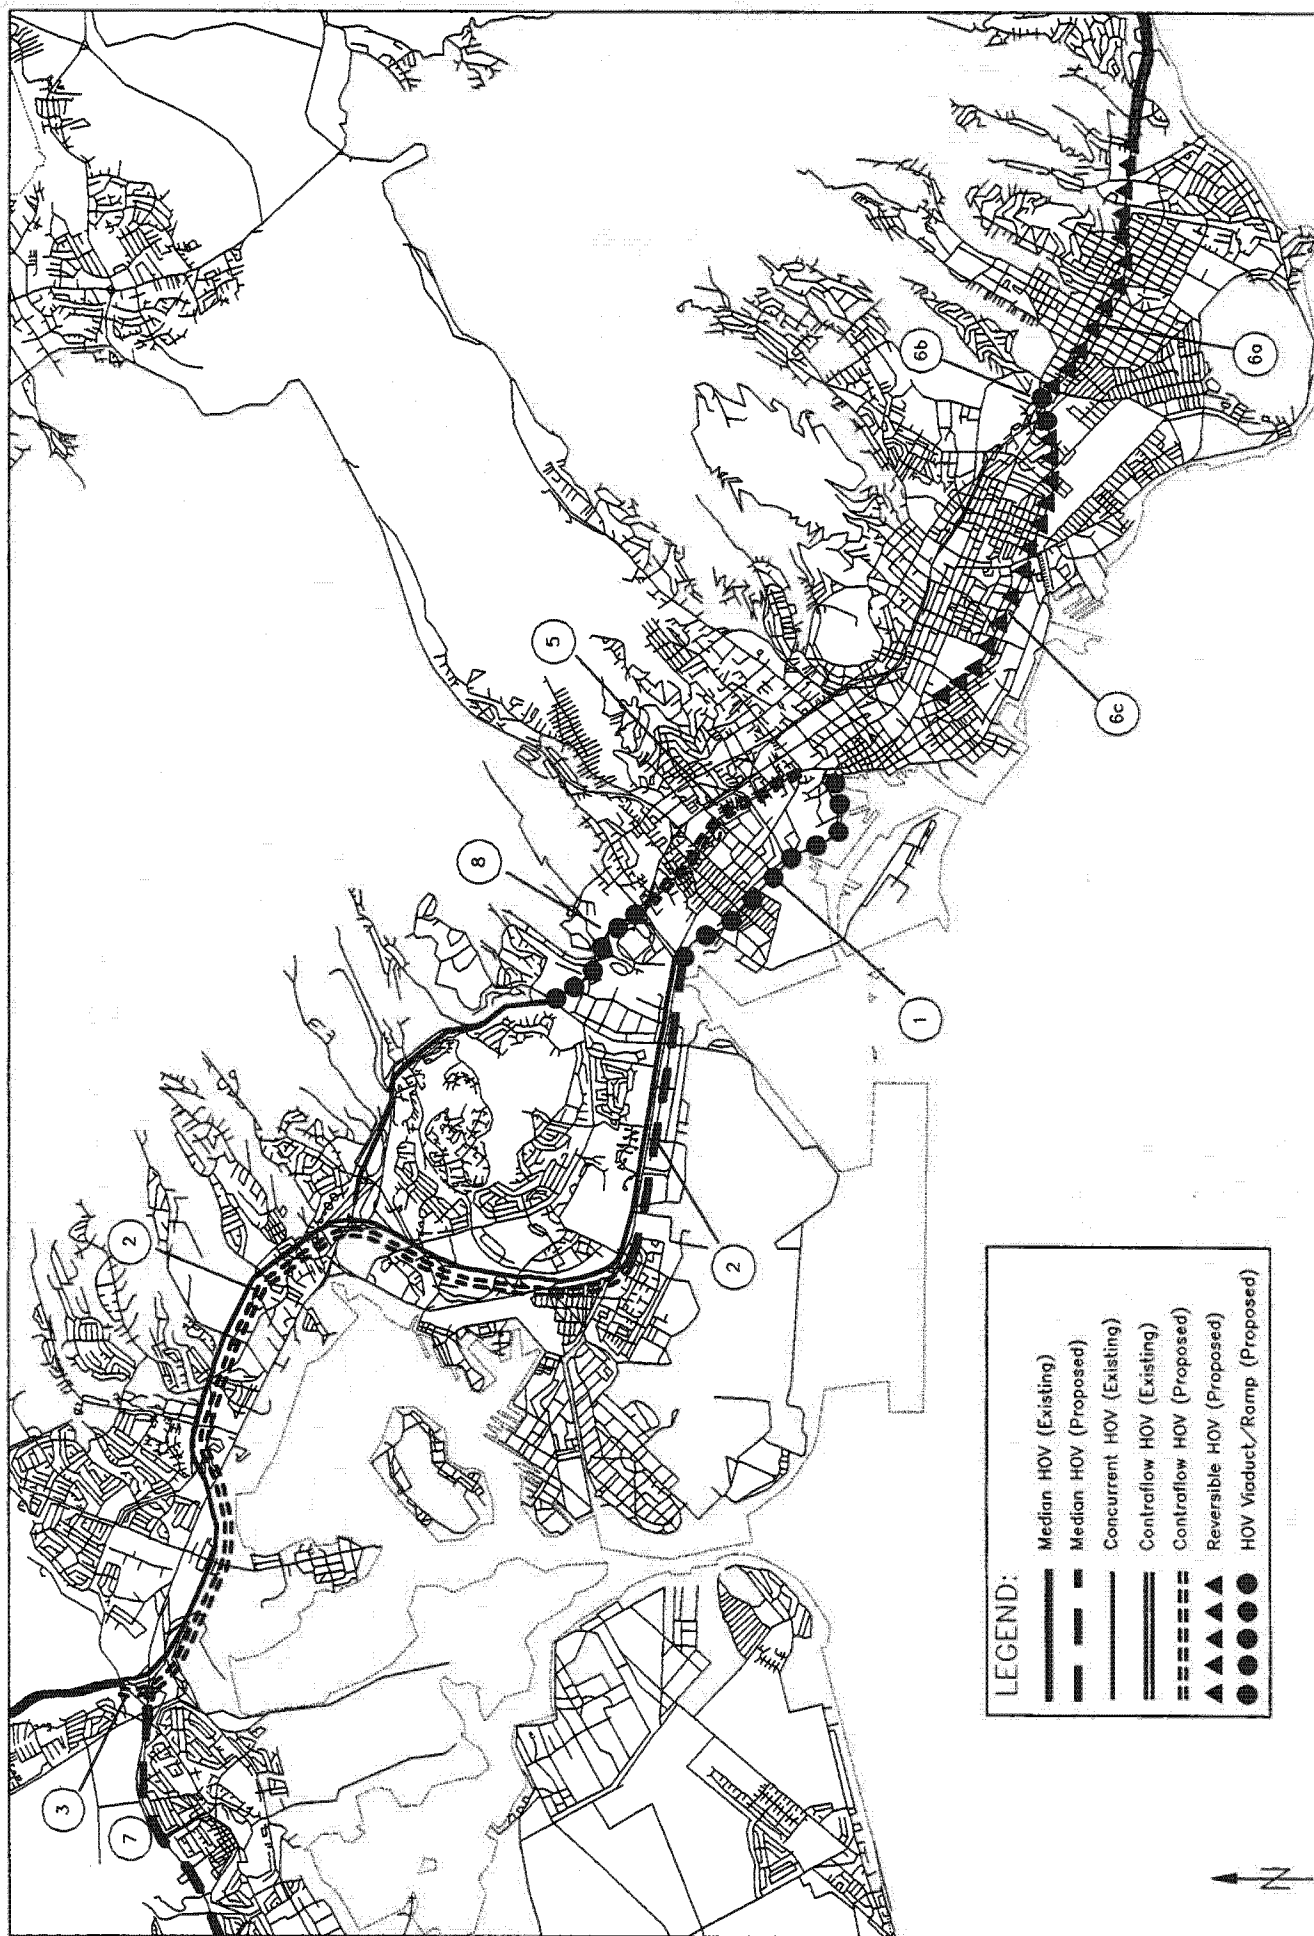 3
7
2
2
8
5
1
6b
6a
6c
LEGEND:
Median HOV (Existing)
Median HOV (Proposed)
Concurrent HOV (Existing)
Contraflow HOV (Existing)
Contraflow HOV (Proposed)
Reversible HOV (Proposed)
HOV Viaduct/Ramp (Proposed)
N